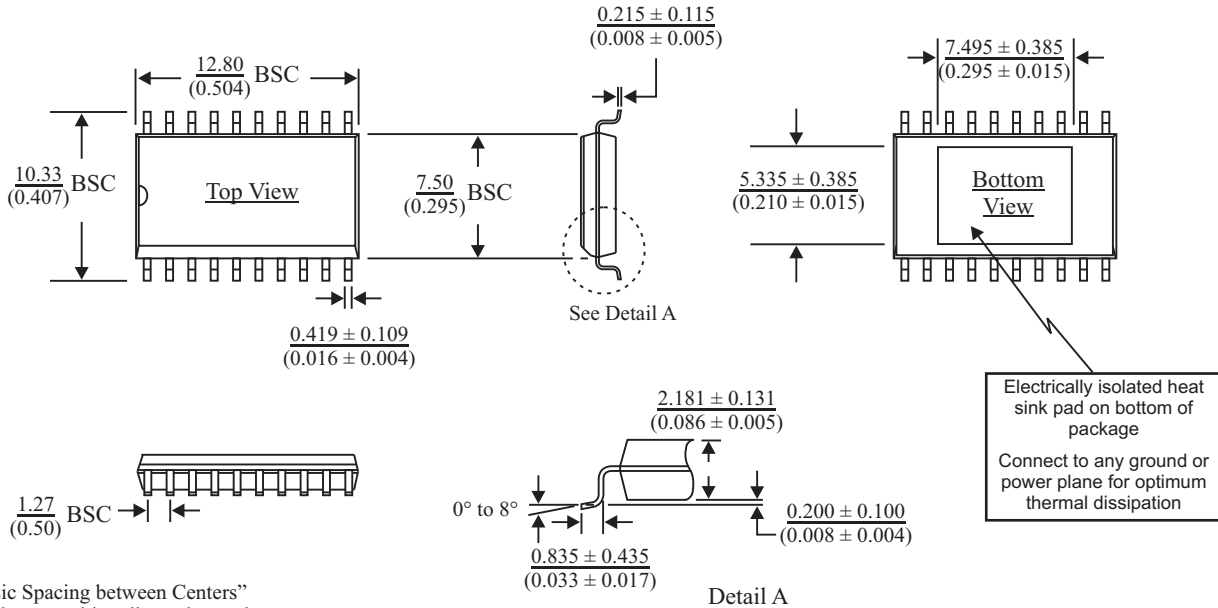 0.215 ± 0.115
(0.008 ± 0.005)
12.80
(0.504)
BSC
7.495 ± 0.385
(0.295 ± 0.015)
10.33
(0.407)
BSC
Top View
7.50
(0.295)
BSC
5.335 ± 0.385
(0.210 ± 0.015)
Bottom
View
See Detail A
0.419 ± 0.109
(0.016 ± 0.004)
Electrically isolated heat
sink pad on bottom of
package
Connect to any ground or
power plane for optimum
thermal dissipation
2.181 ± 0.131
(0.086 ± 0.005)
1.27
(0.50)
BSC
0° to 8°
0.200 ± 0.100
(0.008 ± 0.004)
0.835 ± 0.435
(0.033 ± 0.017)
Detail A
Spacing between Centers”